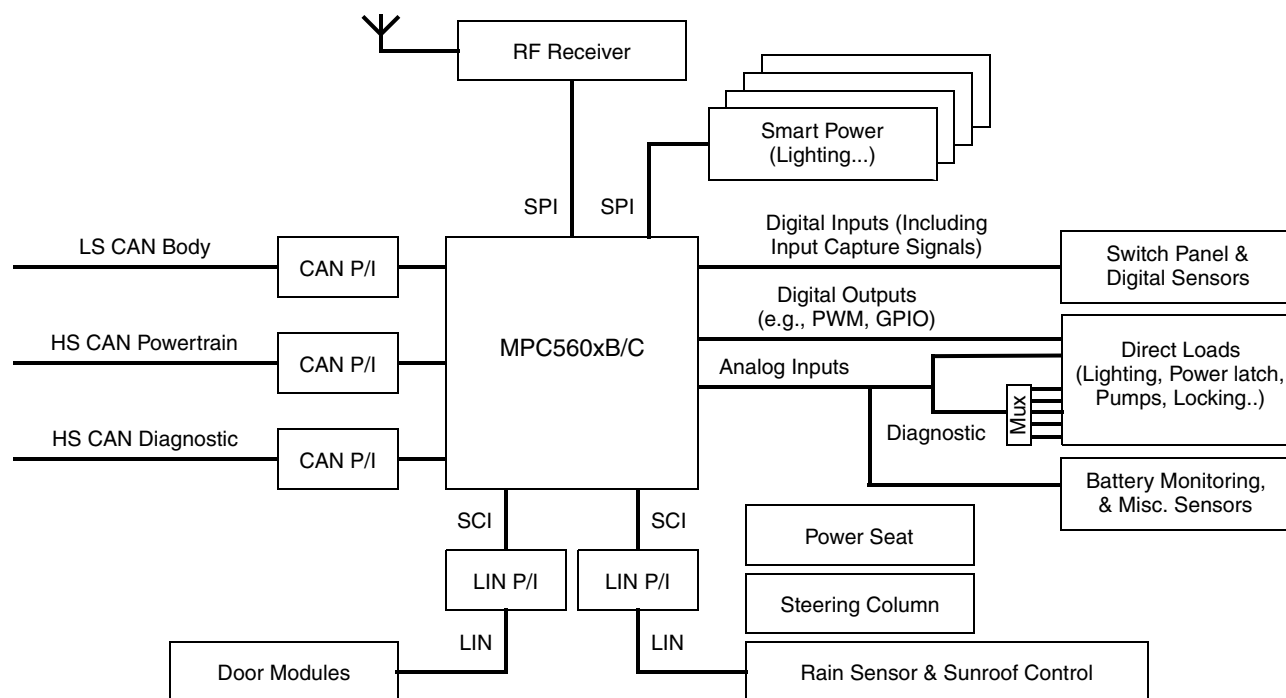 RF Receiver
Smart Power
(Lighting...)
SPI
SPI
LS CAN Body
CAN P/I
Digital Inputs (Including
Input Capture Signals)
Switch Panel &
Digital Sensors
Digital Outputs
(e.g., PWM, GPIO)
HS CAN Powertrain
CAN P/I
MPC560xB/C
Analog Inputs
Direct Loads
(Lighting, Power latch,
Pumps, Locking..)
Mux
Diagnostic
HS CAN Diagnostic
CAN P/I
Battery Monitoring,
& Misc. Sensors
SCI
SCI
Power Seat
LIN P/I
LIN P/I
Steering Column
LIN
LIN
Door Modules
Rain Sensor & Sunroof Control